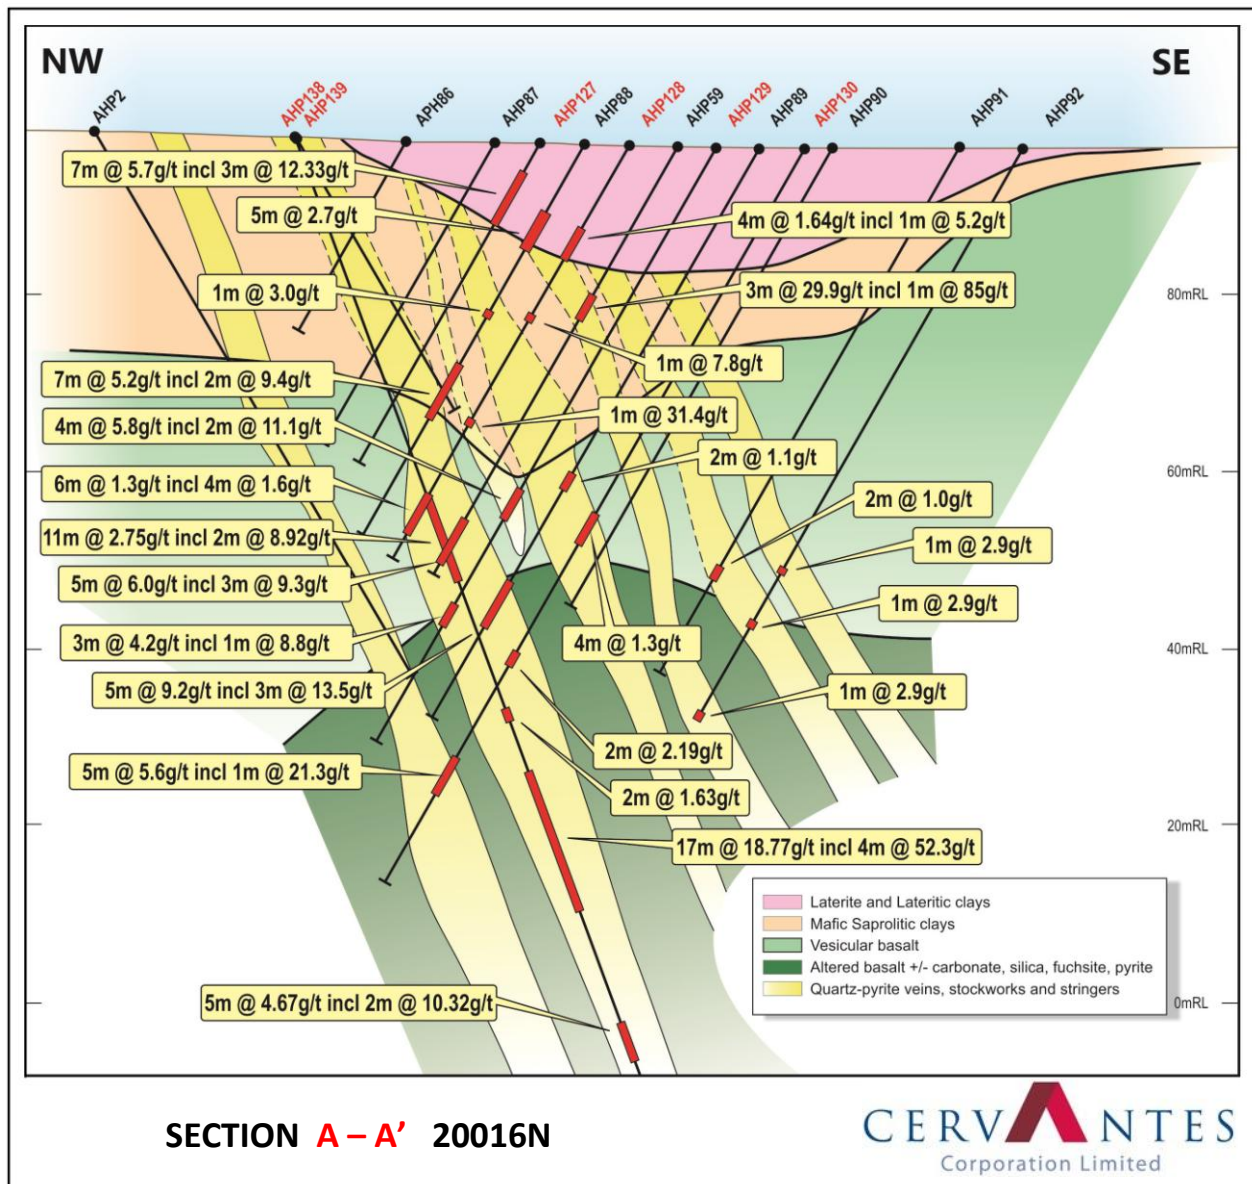 NW
SE
AHP2
AHP138
AHP139
APH86
AHP87
AHP127
AHP88
AHP128
AHP59
AHP129
AHP89
AHP130
AHP90
AHP91
AHP92
7m @ 5.7g/t incl 3m @ 12.33g/t
5m @ 2.7g/t
4m @ 1.64g/t incl 1m @ 5.2g/t
1m @ 3.0g/t
3m @ 29.9g/t incl 1m @ 85g/t
80mRL
1m @ 7.8g/t
7m @ 5.2g/t incl 2m @ 9.4g/t
4m @ 5.8g/t incl 2m @ 11.1g/t
1m @ 31.4g/t
2m @ 1.1g/t
60mRL
6m @ 1.3g/t incl 4m @ 1.6g/t
2m @ 1.0g/t
11m @ 2.75g/t incl 2m @ 8.92g/t
1m @ 2.9g/t
5m @ 6.0g/t incl 3m @ 9.3g/t
1m @ 2.9g/t
3m @ 4.2g/t incl 1m @ 8.8g/t
4m @ 1.3g/t
40mRL
5m @ 9.2g/t incl 3m @ 13.5g/t
1m @ 2.9g/t
2m @ 2.19g/t
5m @ 5.6g/t incl 1m @ 21.3g/t
2m @ 1.63g/t
20mRL
17m @ 18.77g/t incl 4m @ 52.3g/t
Laterite and Lateritic clays
Mafic Saprolitic clays
Vesicular basalt
Altered basalt +/- carbonate, silica, fuchsite, pyrite
Quartz-pyrite veins, stockworks and stringers
5m @ 4.67g/t incl 2m @ 10.32g/t
0mRL
SECTION A – A’ 20016N
CERVANTES
Corporation Limited